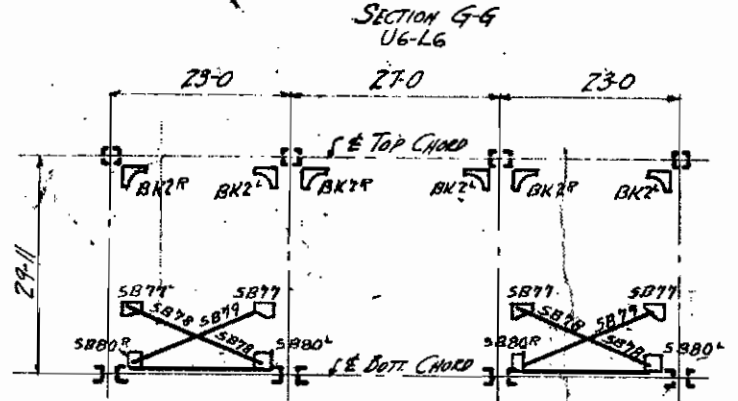 SECTION G-G
U6-L6
23-0 27-0 23-0
℄ TOP CHORD
BK2R BK2L BK2R BK2L BK2R BK2L
29-11
SB77 SB77 SB77 SB77
SB78 SB79 SB78 SB79
SB80R SB78 SB80L SB80R SB78 SB80L
℄ BOTT. CHORD